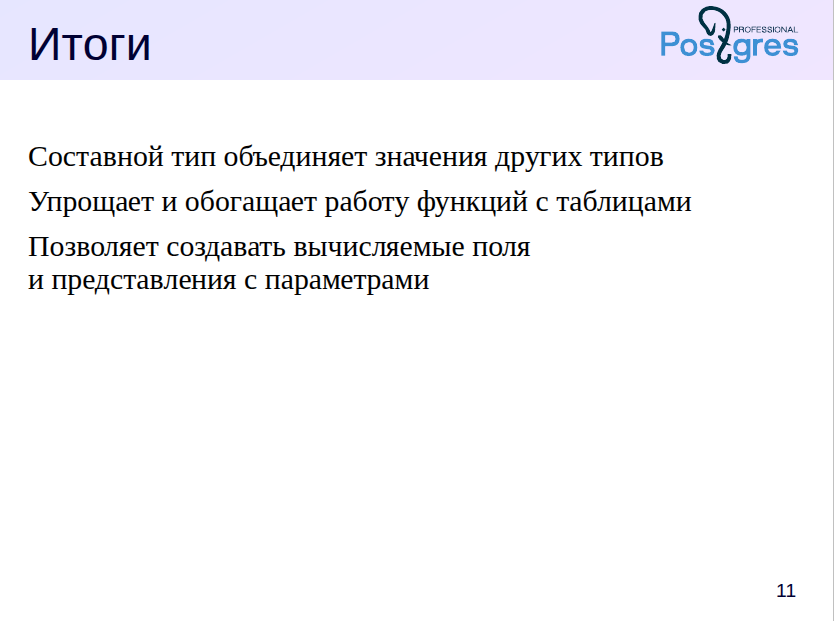 Итоги
PROFESSIONAL
Postgres
Составной тип объединяет значения других типов
Упрощает и обогащает работу функций с таблицами
Позволяет создавать вычисляемые поля
и представления с параметрами
11